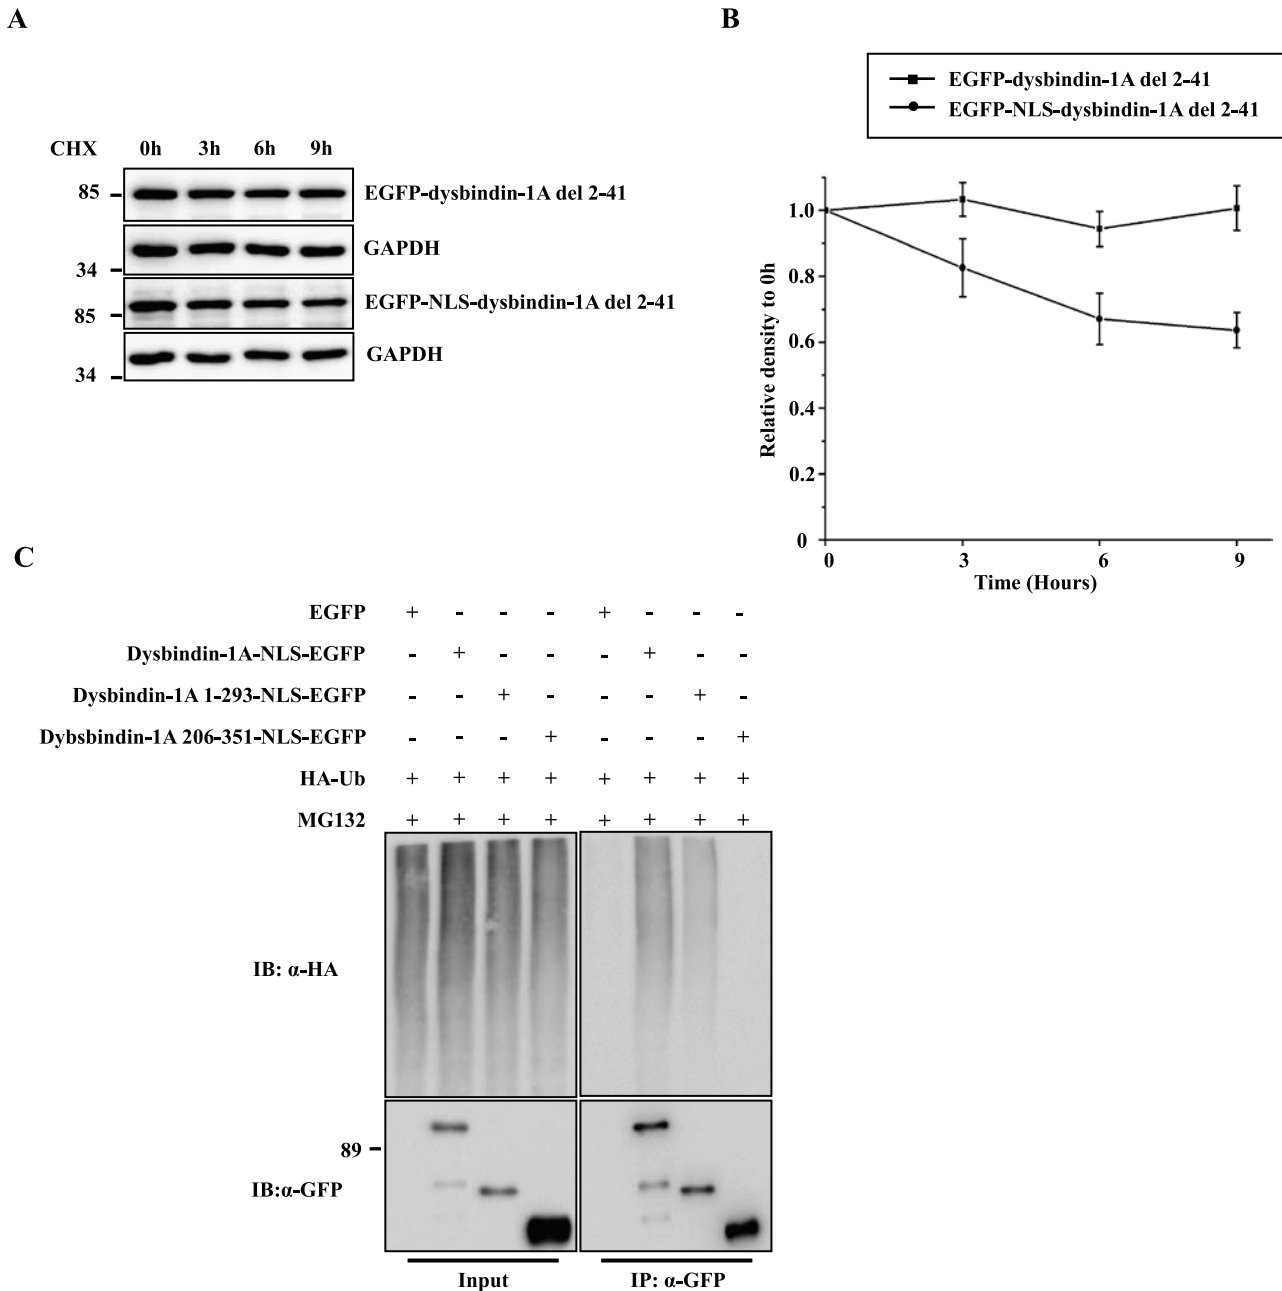 A
CHX 0h 3h 6h 9h
85 EGFP-dysbindin-1A del 2-41
GAPDH
34
EGFP-NLS-dysbindin-1A del 2-41
85
GAPDH
34
B
EGFP-dysbindin-1A del 2-41
EGFP-NLS-dysbindin-1A del 2-41
Relative density to 0h
1.0
0.8
0.6
0.4
0.2
0
0 3 6 9
Time (Hours)
C
EGFP + - - - + - - -
Dysbindin-1A-NLS-EGFP - + - - - + - -
Dysbindin-1A 1-293-NLS-EGFP - - + - - - + -
Dybsbindin-1A 206-351-NLS-EGFP - - - + - - - +
HA-Ub + + + + + + + +
MG132 + + + + + + + +
IB: α-HA
89
IB:α-GFP
Input IP: α-GFP